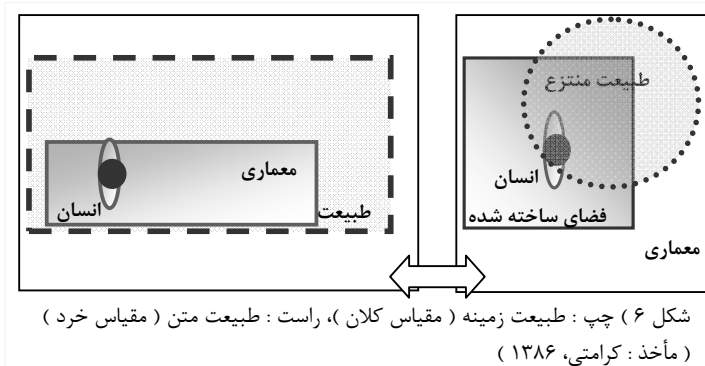 طبیعت منتزع
انسان
فضای ساخته شده
معماری
معماری
انسان
طبیعت
شکل ۶ ) چپ : طبیعت زمینه ( مقیاس کلان )، راست : طبیعت متن ( مقیاس خرد )
( مأخذ : کرامتی، ۱۳۸۶ )